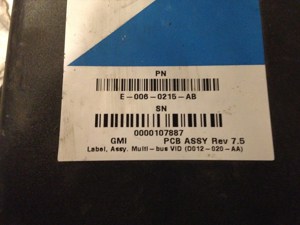 PN
E-006-0215-AB
SN
0000107887
GMI PCB ASSY Rev 7.5
Label, Assy, Multi-bus VID (D012-020-AA)